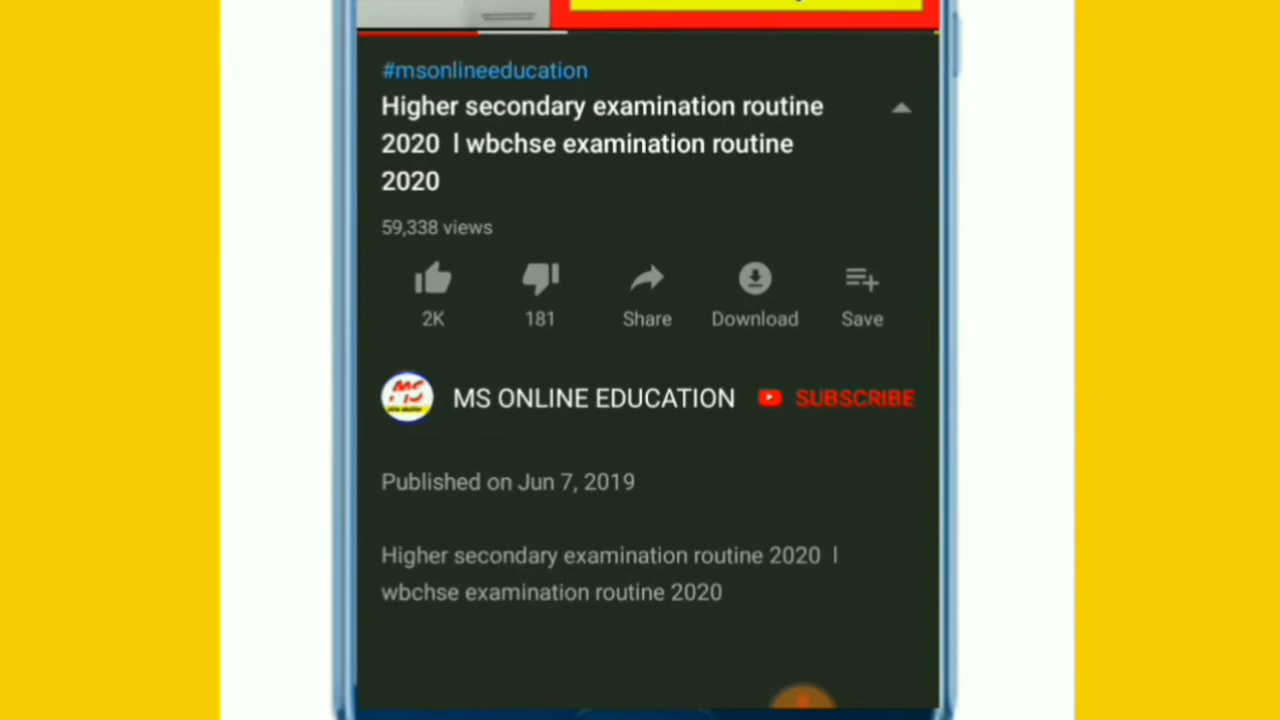 #msonlineeducation
Higher secondary examination routine
2020 l wbchse examination routine
2020
59,338 views
2K
181
Share
Download
Save
MS
MS ONLINE EDUCATION
SUBSCRIBE
Published on Jun 7, 2019
Higher secondary examination routine 2020 l
wbchse examination routine 2020